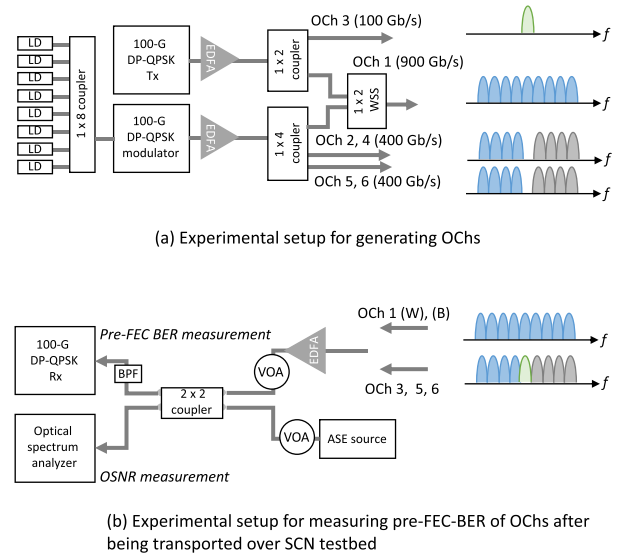 OCh 3 (100 Gb/s)
f
LD
LD
LD
LD
LD
LD
LD
LD
1 x 8 coupler
100-G
DP-QPSK
Tx
EDFA
1 x 2
coupler
OCh 1 (900 Gb/s)
1 x 2
WSS
f
100-G
DP-QPSK
modulator
EDFA
1 x 4
coupler
OCh 2, 4 (400 Gb/s)
OCh 5, 6 (400 Gb/s)
f
f
(a) Experimental setup for generating OChs
OCh 1 (W), (B)
f
Pre-FEC BER measurement
100-G
DP-QPSK
Rx
BPF
VOA
EDFA
OCh 3, 5, 6
f
2 x 2
coupler
Optical
spectrum
analyzer
VOA
ASE source
OSNR measurement
(b) Experimental setup for measuring pre-FEC-BER of OChs after
being transported over SCN testbed